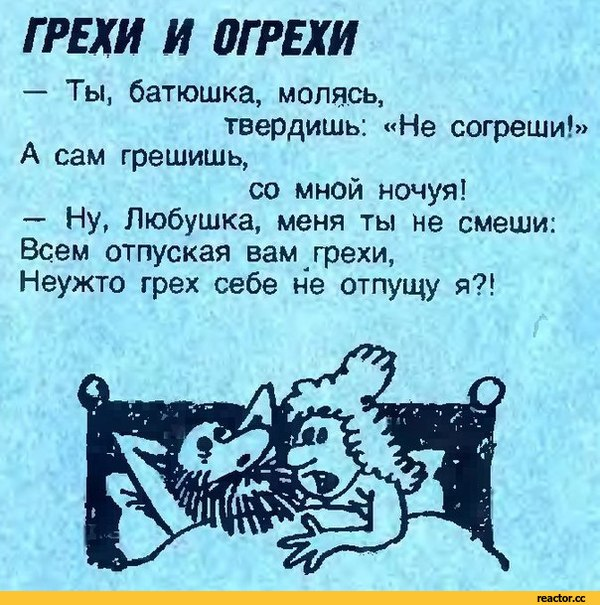 ГРЕХИ И ОГРЕХИ
— Ты, батюшка, молясь,
твердишь: «Не согреши!»
А сам грешишь,
со мной ночуя!
— Ну, Любушка, меня ты не смеши:
Всем отпуская вам грехи,
Неужто грех себе не отпущу я?!
reactor.cc